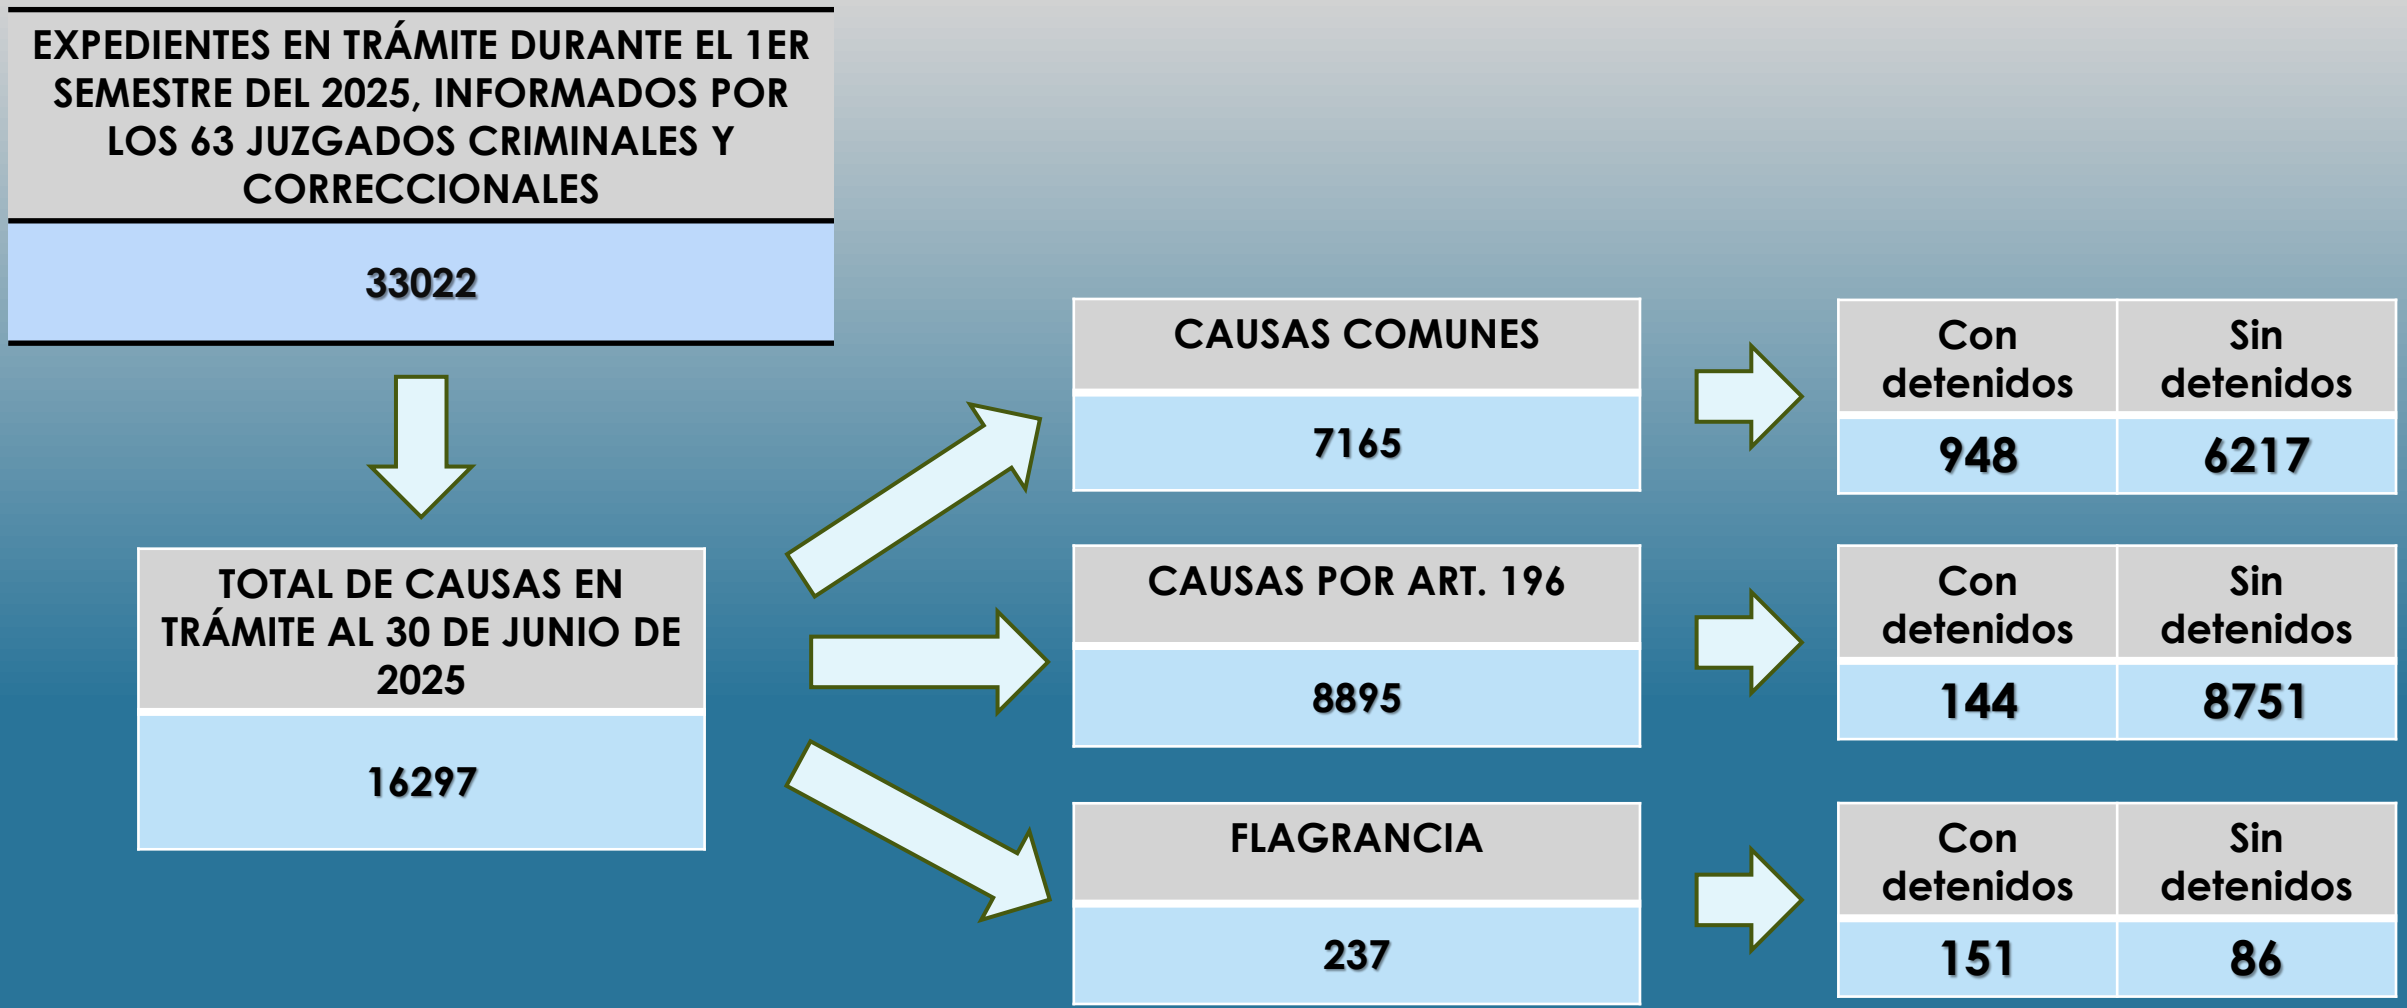 EXPEDIENTES EN TRÁMITE DURANTE EL 1ER
SEMESTRE DEL 2025, INFORMADOS POR
LOS 63 JUZGADOS CRIMINALES Y
CORRECCIONALES
33022
TOTAL DE CAUSAS EN
TRÁMITE AL 30 DE JUNIO DE
2025
16297
CAUSAS COMUNES
7165
Con
detenidos
Sin
detenidos
948
6217
CAUSAS POR ART. 196
8895
Con
detenidos
Sin
detenidos
144
8751
FLAGRANCIA
237
Con
detenidos
Sin
detenidos
151
86